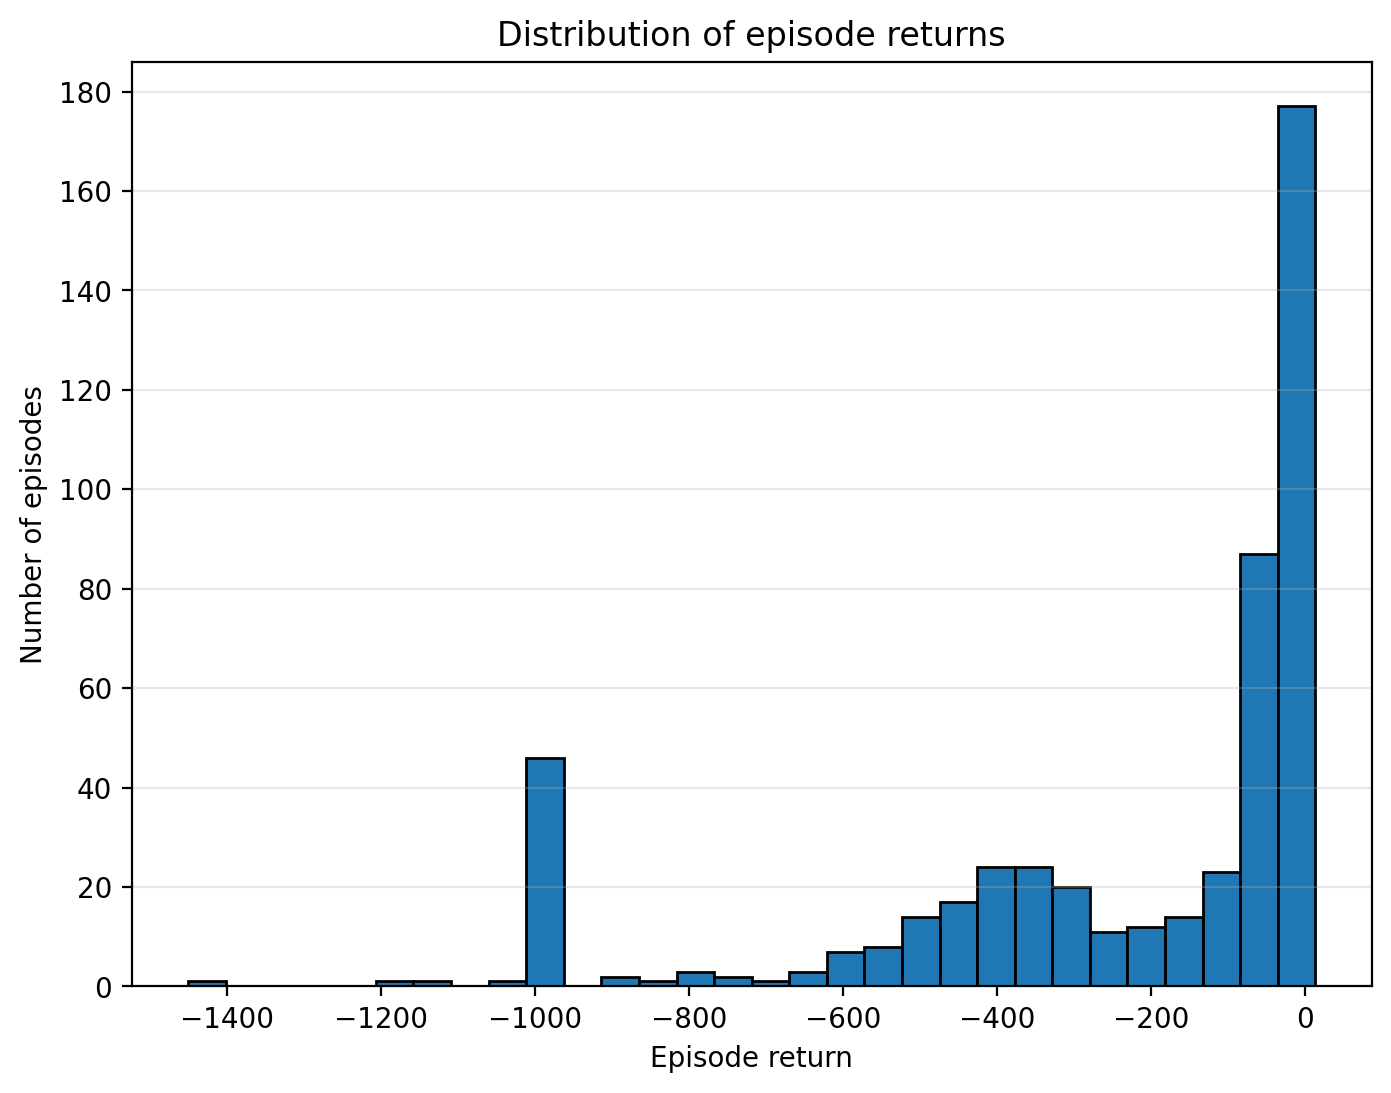 Distribution of episode returns
180
160
140
120
100
80
60
40
20
0
Number of episodes
−1400 −1200 −1000 −800 −600 −400 −200 0
Episode return